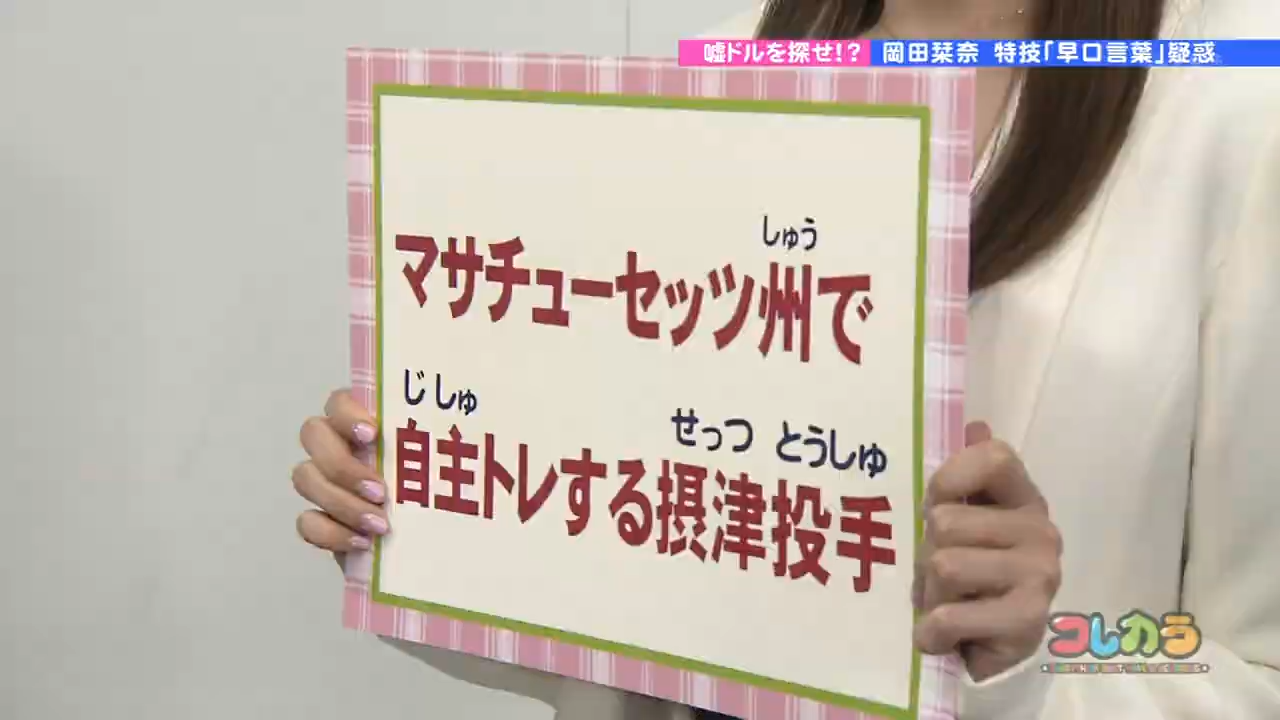 嘘ドルを探せ!? 岡田栞奈 特技「早口言葉」疑惑
しゅう
マサチューセッツ州で
じしゅ せっつ とうしゅ
自主トレする摂津投手
コレカラ